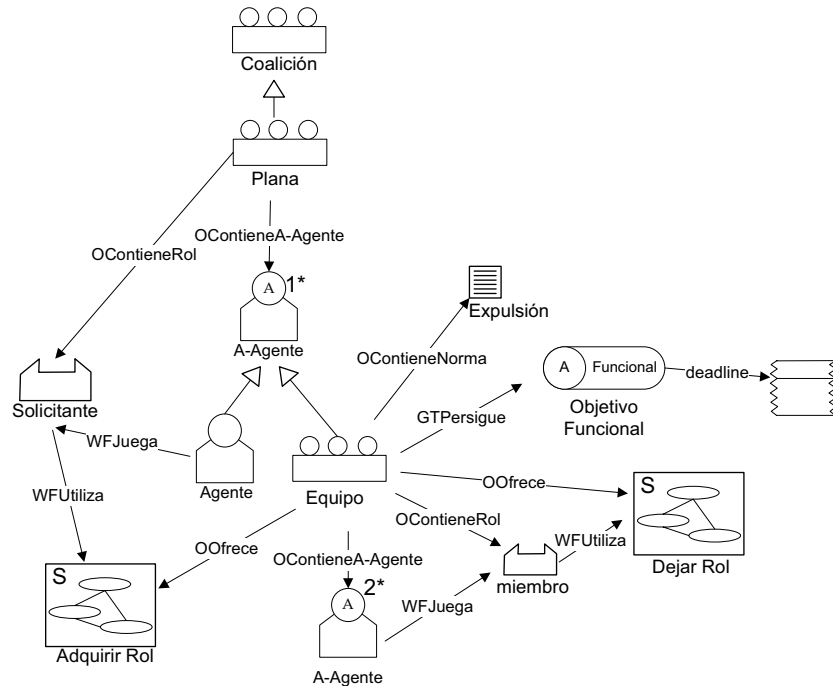 Coalición
Plana
OContieneRol
OContieneA-Agente
A
1*
A-Agente
Expulsión
OContieneNorma
A
Funcional
deadline
Objetivo
Funcional
GTPersigue
Solicitante
WFJuega
Agente
Equipo
OOfrece
S
WFUtiliza
OContieneRol
WFUtiliza
Dejar Rol
OOfrece
OContieneA-Agente
miembro
S
A
2*
WFJuega
Adquirir Rol
A-Agente